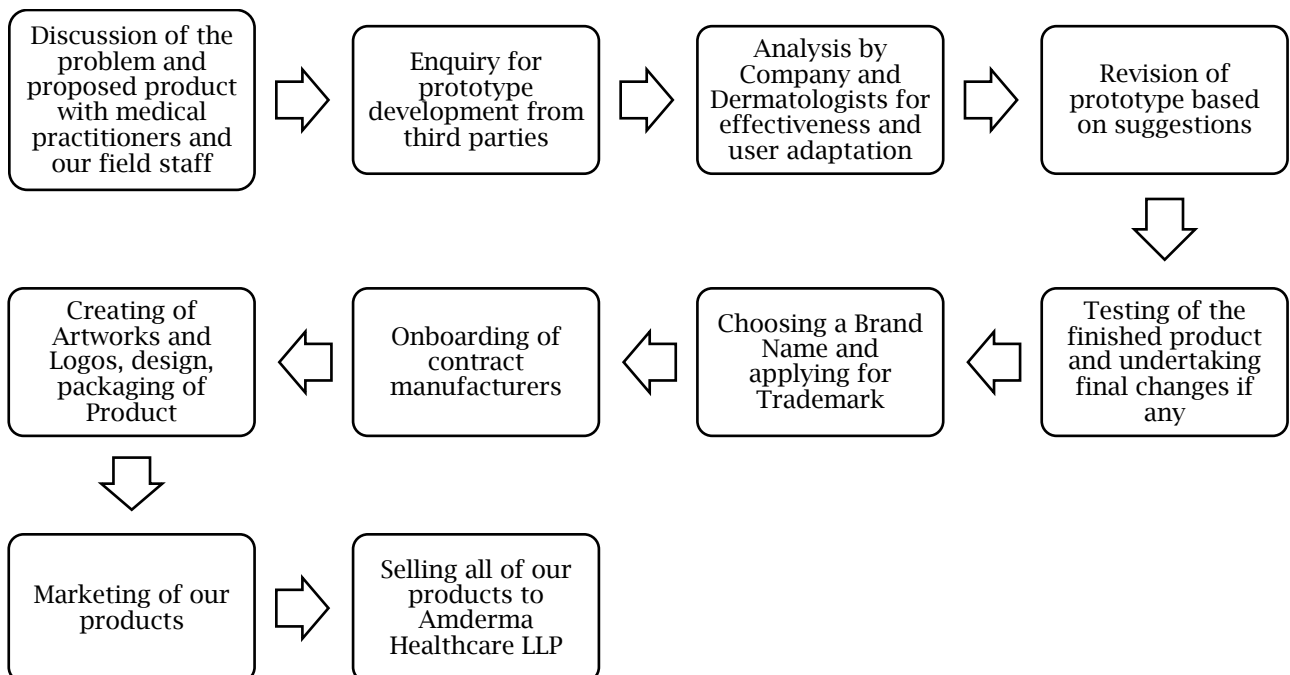 Discussion of the
problem and
proposed product
with medical
practitioners and
our field staff
Enquiry for
prototype
development from
third parties
Analysis by
Company and
Dermatologists for
effectiveness and
user adaptation
Revision of
prototype based
on suggestions
Testing of the
finished product
and undertaking
final changes if
any
Choosing a Brand
Name and
applying for
Trademark
Onboarding of
contract
manufacturers
Creating of
Artworks and
Logos, design,
packaging of
Product
Marketing of our
products
Selling all of our
products to
Amderma
Healthcare LLP